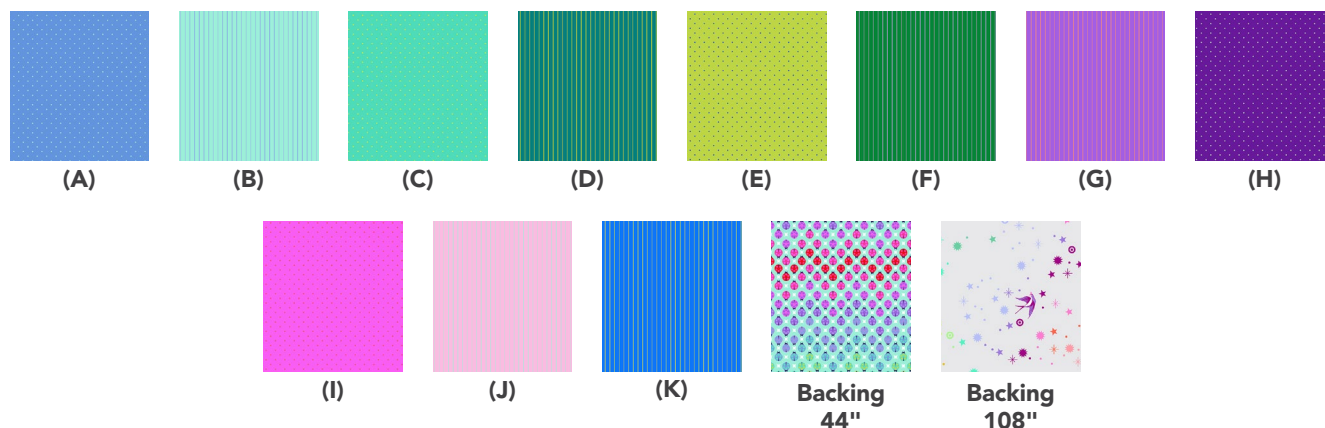 (A) (B) (C) (D) (E) (F) (G) (H)
(I) (J) (K) Backing Backing
44" 108"